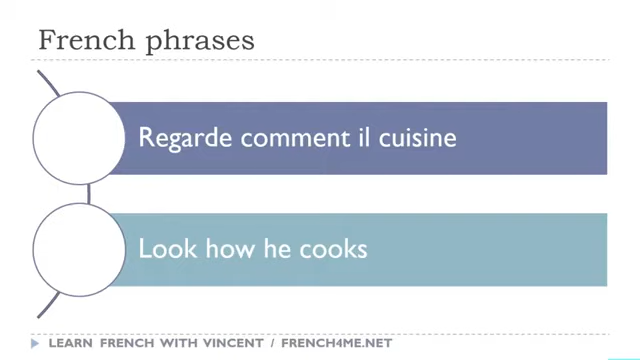 French phrases
Regarde comment il cuisine
Look how he cooks
LEARN FRENCH WITH VINCENT / FRENCH4ME.NET